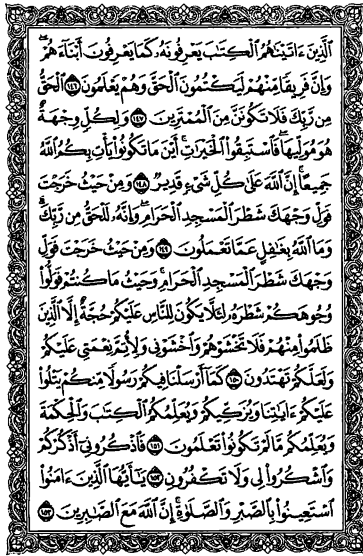 ٱلَّذِينَ ءَاتَيْنَٰهُمُ ٱلْكِتَٰبَ يَعْرِفُونَهُۥ كَمَا يَعْرِفُونَ أَبْنَآءَهُمْ ۖ
وَإِنَّ فَرِيقًا مِّنْهُمْ لَيَكْتُمُونَ ٱلْحَقَّ وَهُمْ يَعْلَمُونَ ١٤٦ ٱلْحَقُّ
مِن رَّبِّكَ فَلَا تَكُونَنَّ مِنَ ٱلْمُمْتَرِينَ ١٤٧ وَلِكُلٍّ وِجْهَةٌ
هُوَ مُوَلِّيهَا ۖ فَٱسْتَبِقُوا۟ ٱلْخَيْرَٰتِ ۚ أَيْنَ مَا تَكُونُوا۟ يَأْتِ بِكُمُ ٱللَّهُ
جَمِيعًا ۚ إِنَّ ٱللَّهَ عَلَىٰ كُلِّ شَىْءٍ قَدِيرٌ ١٤٨ وَمِنْ حَيْثُ خَرَجْتَ
فَوَلِّ وَجْهَكَ شَطْرَ ٱلْمَسْجِدِ ٱلْحَرَامِ ۖ وَإِنَّهُۥ لَلْحَقُّ مِن رَّبِّكَ ۗ
وَمَا ٱللَّهُ بِغَٰفِلٍ عَمَّا تَعْمَلُونَ ١٤٩ وَمِنْ حَيْثُ خَرَجْتَ فَوَلِّ
وَجْهَكَ شَطْرَ ٱلْمَسْجِدِ ٱلْحَرَامِ ۚ وَحَيْثُ مَا كُنتُمْ فَوَلُّوا۟
وُجُوهَكُمْ شَطْرَهُۥ لِئَلَّا يَكُونَ لِلنَّاسِ عَلَيْكُمْ حُجَّةٌ إِلَّا ٱلَّذِينَ
ظَلَمُوا۟ مِنْهُمْ فَلَا تَخْشَوْهُمْ وَٱخْشَوْنِى وَلِأُتِمَّ نِعْمَتِى عَلَيْكُمْ
وَلَعَلَّكُمْ تَهْتَدُونَ ١٥٠ كَمَآ أَرْسَلْنَا فِيكُمْ رَسُولًا مِّنكُمْ يَتْلُوا۟
عَلَيْكُمْ ءَايَٰتِنَا وَيُزَكِّيكُمْ وَيُعَلِّمُكُمُ ٱلْكِتَٰبَ وَٱلْحِكْمَةَ
وَيُعَلِّمُكُم مَّا لَمْ تَكُونُوا۟ تَعْلَمُونَ ١٥١ فَٱذْكُرُونِىٓ أَذْكُرْكُمْ
وَٱشْكُرُوا۟ لِى وَلَا تَكْفُرُونِ ١٥٢ يَٰٓأَيُّهَا ٱلَّذِينَ ءَامَنُوا۟
ٱسْتَعِينُوا۟ بِٱلصَّبْرِ وَٱلصَّلَوٰةِ ۚ إِنَّ ٱللَّهَ مَعَ ٱلصَّٰبِرِينَ ١٥٣